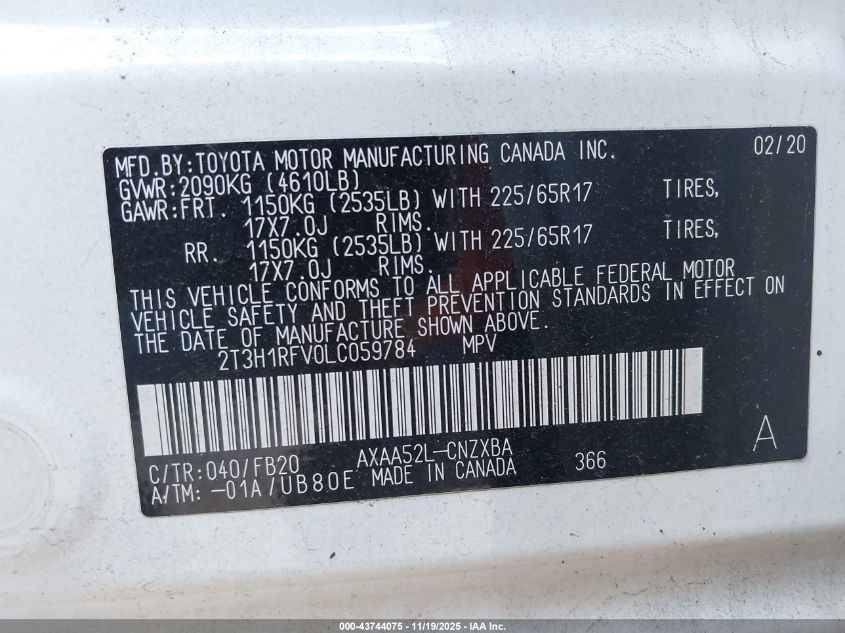 MFD.BY:TOYOTA MOTOR MANUFACTURING CANADA INC. 02/20
GVWR:2090KG (4610LB)
GAWR:FRT. 1150KG (2535LB) WITH 225/65R17 TIRES,
17X7.0J RIMS.
RR. 1150KG (2535LB) WITH 225/65R17 TIRES,
17X7.0J RIMS.
THIS VEHICLE CONFORMS TO ALL APPLICABLE FEDERAL MOTOR
VEHICLE SAFETY AND THEFT PREVENTION STANDARDS IN EFFECT ON
THE DATE OF MANUFACTURE SHOWN ABOVE.
2T3H1RFV0LC059784 MPV
C/TR:040/FB20 AXAA52L-CNZXBA 366 A
A/TM: -01A/UB80E MADE IN CANADA
000-43744075 - 11/19/2025 - IAA Inc.